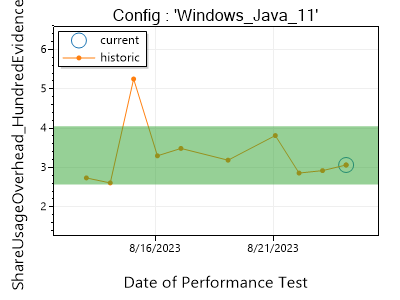 Config : 'Windows_Java_11'
current
historic
ShareUsageOverhead_HundredEvidence
6
5
4
3
2
8/16/2023
8/21/2023
Date of Performance Test